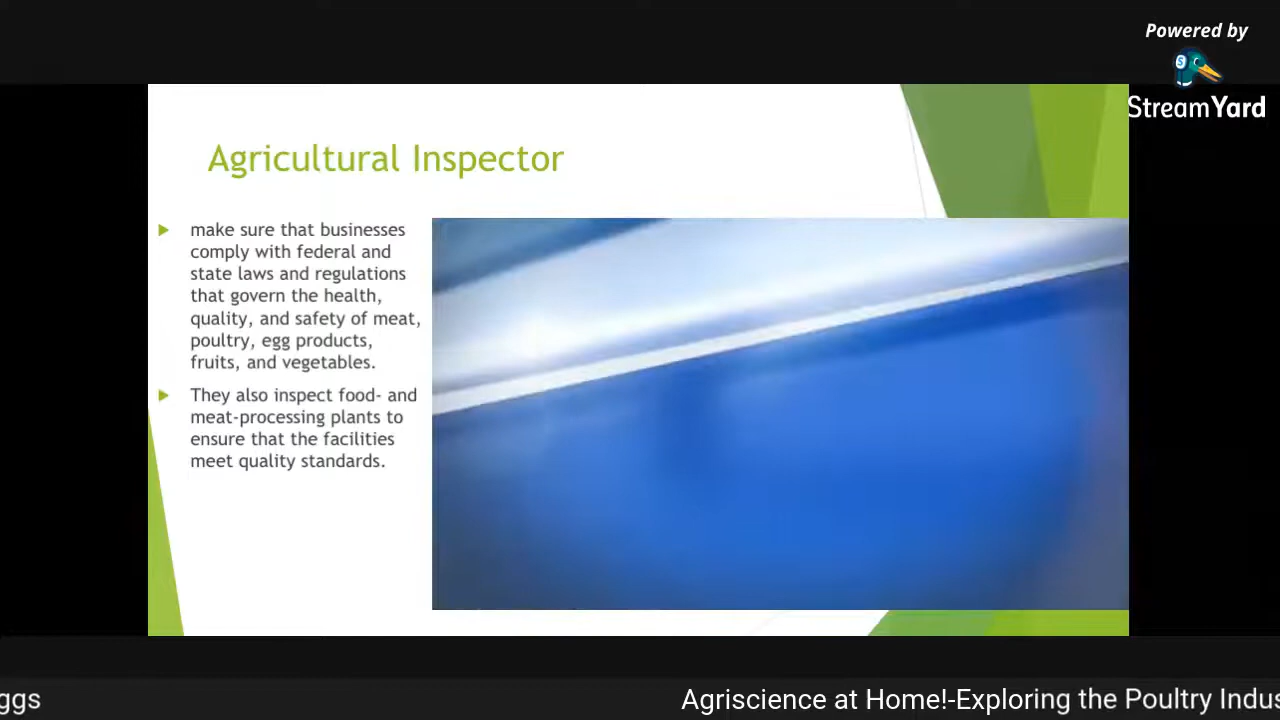 Powered by
StreamYard
Agricultural Inspector
make sure that businesses
comply with federal and
state laws and regulations
that govern the health,
quality, and safety of meat,
poultry, egg products,
fruits, and vegetables.
They also inspect food- and
meat-processing plants to
ensure that the facilities
meet quality standards.
ggs
Agriscience at Home!-Exploring the Poultry Indus